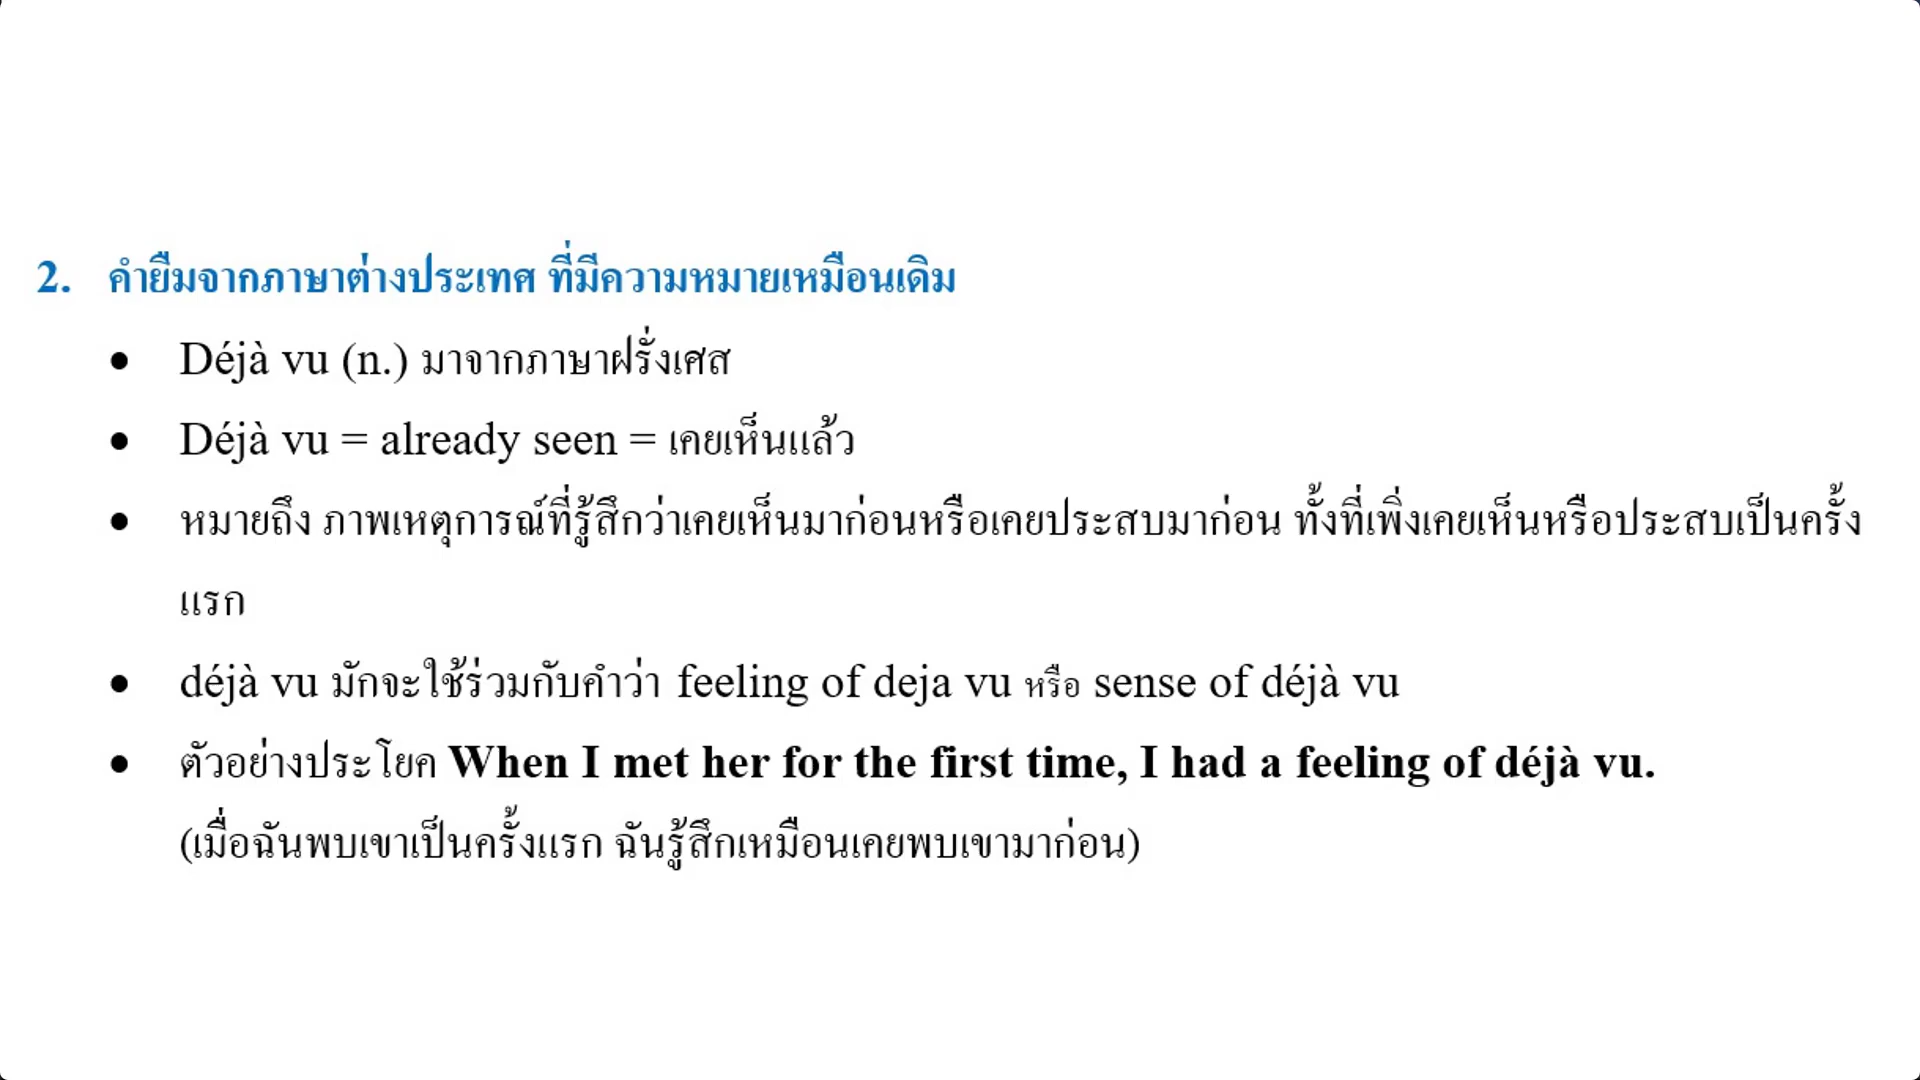 2. คำยืมจากภาษาต่างประเทศ ที่มีความหมายเหมือนเดิม
• Déjà vu (n.) มาจากภาษาฝรั่งเศส
• Déjà vu = already seen = เคยเห็นแล้ว
• หมายถึง ภาพเหตุการณ์ที่รู้สึกว่าเคยเห็นมาก่อนหรือเคยประสบมาก่อน ทั้งที่เพิ่งเคยเห็นหรือประสบเป็นครั้ง
แรก
• déjà vu มักจะใช้ร่วมกับคำว่า feeling of deja vu หรือ sense of déjà vu
• ตัวอย่างประโยค When I met her for the first time, I had a feeling of déjà vu.
(เมื่อฉันพบเขาเป็นครั้งแรก ฉันรู้สึกเหมือนเคยพบเขามาก่อน)